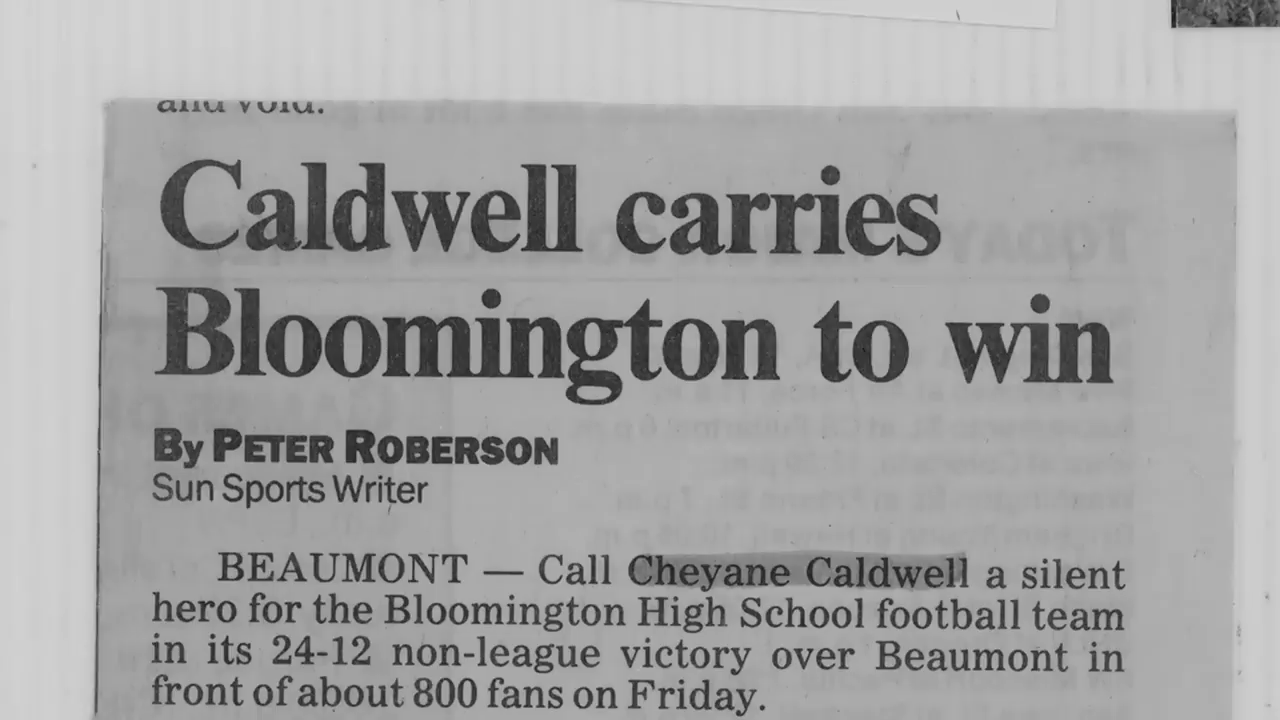 and void.
Caldwell carries
Bloomington to win
By PETER ROBERSON
Sun Sports Writer
BEAUMONT — Call Cheyane Caldwell a silent
hero for the Bloomington High School football team
in its 24-12 non-league victory over Beaumont in
front of about 800 fans on Friday.